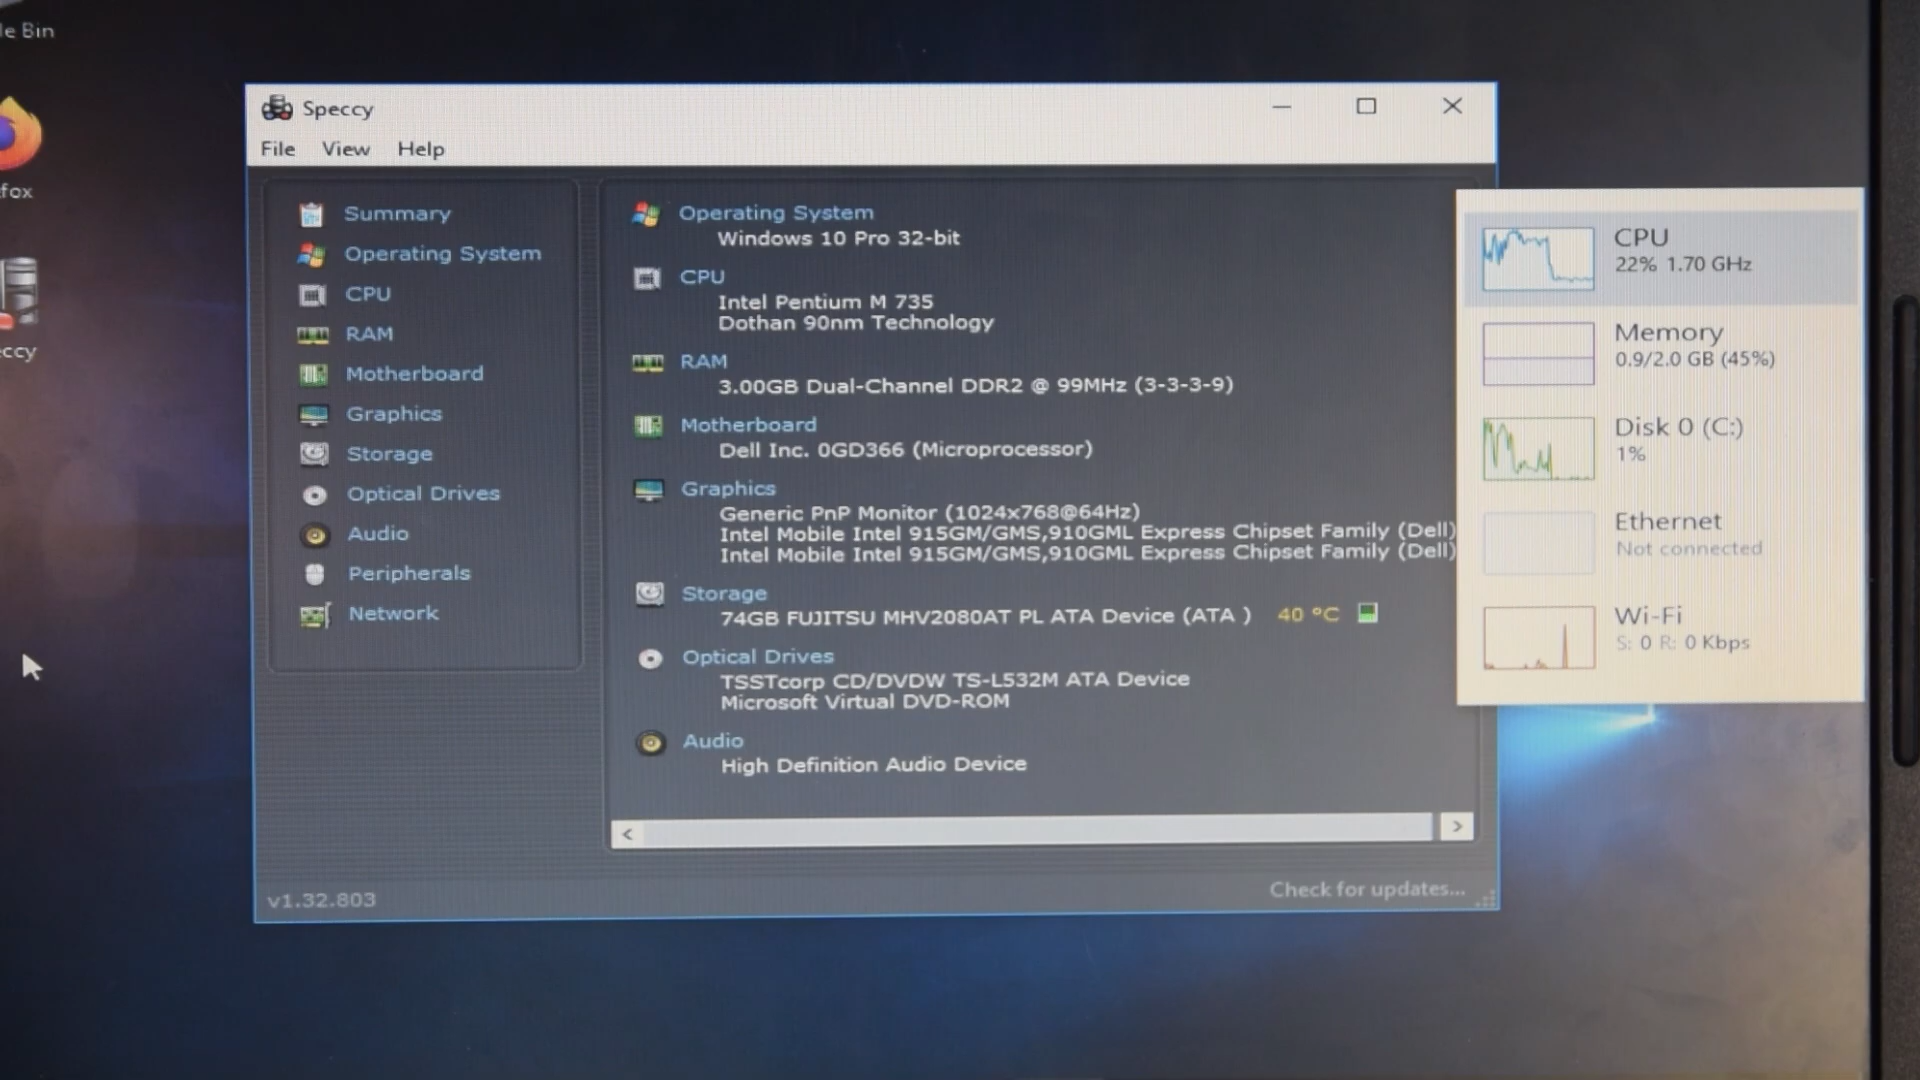 le Bin
fox
ccy
Speccy
File View Help
Summary
Operating System
CPU
RAM
Motherboard
Graphics
Storage
Optical Drives
Audio
Peripherals
Network
Operating System
Windows 10 Pro 32-bit
CPU
Intel Pentium M 735
Dothan 90nm Technology
RAM
3.00GB Dual-Channel DDR2 @ 99MHz (3-3-3-9)
Motherboard
Dell Inc. 0GD366 (Microprocessor)
Graphics
Generic PnP Monitor (1024x768@64Hz)
Intel Mobile Intel 915GM/GMS,910GML Express Chipset Family (Dell)
Intel Mobile Intel 915GM/GMS,910GML Express Chipset Family (Dell)
Storage
74GB FUJITSU MHV2080AT PL ATA Device (ATA ) 40 °C
Optical Drives
TSSTcorp CD/DVDW TS-L532M ATA Device
Microsoft Virtual DVD-ROM
Audio
High Definition Audio Device
v1.32.803
Check for updates...
CPU
22% 1.70 GHz
Memory
0.9/2.0 GB (45%)
Disk 0 (C:)
1%
Ethernet
Not connected
Wi-Fi
S: 0 R: 0 Kbps